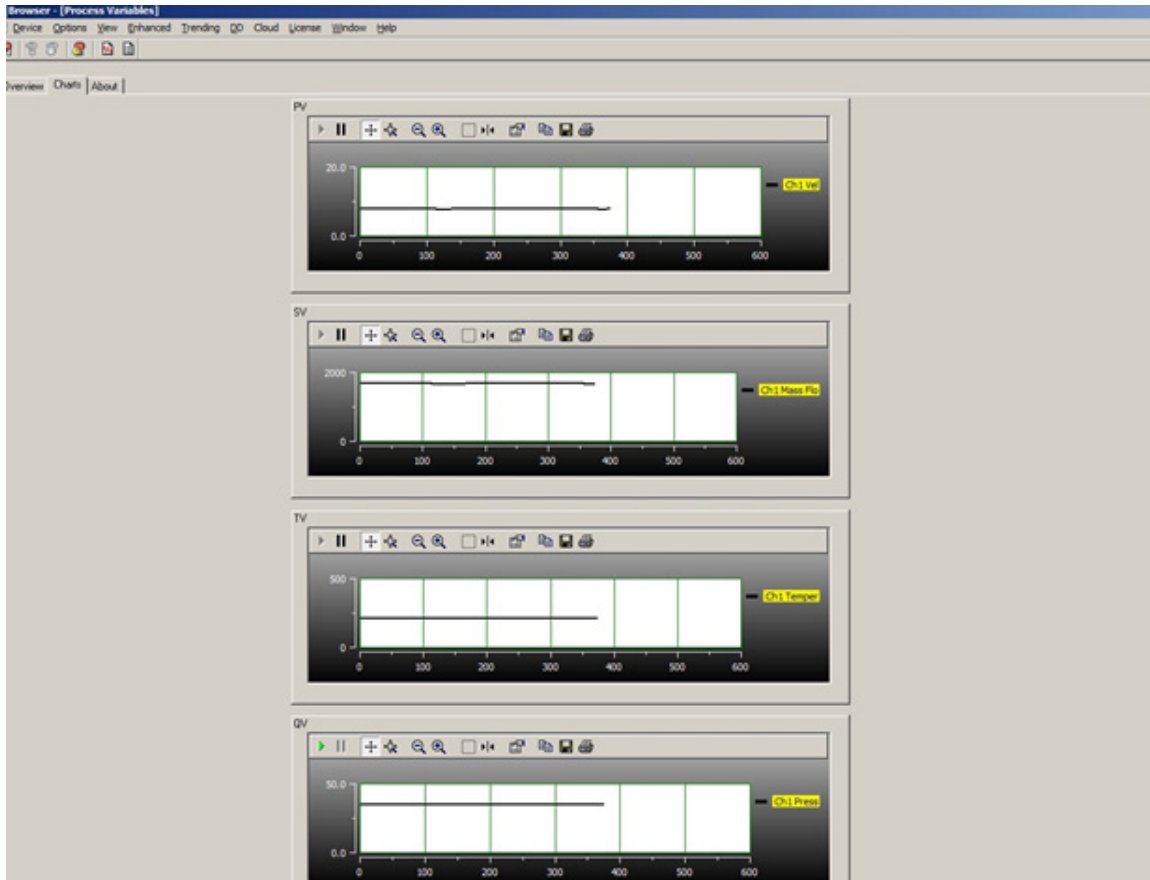 Browser - [Process Variables]
Device Options View Enhanced Trending DD Cloud License Window Help
Overview Charts About
PV
20.0
0.0
0 100 200 300 400 500 600
Ch1 Vel
SV
2000
0
0 100 200 300 400 500 600
Ch1 Mass Flo
TV
500
0
0 100 200 300 400 500 600
Ch1 Temper
QV
50.0
0.0
0 100 200 300 400 500 600
Ch1 Press